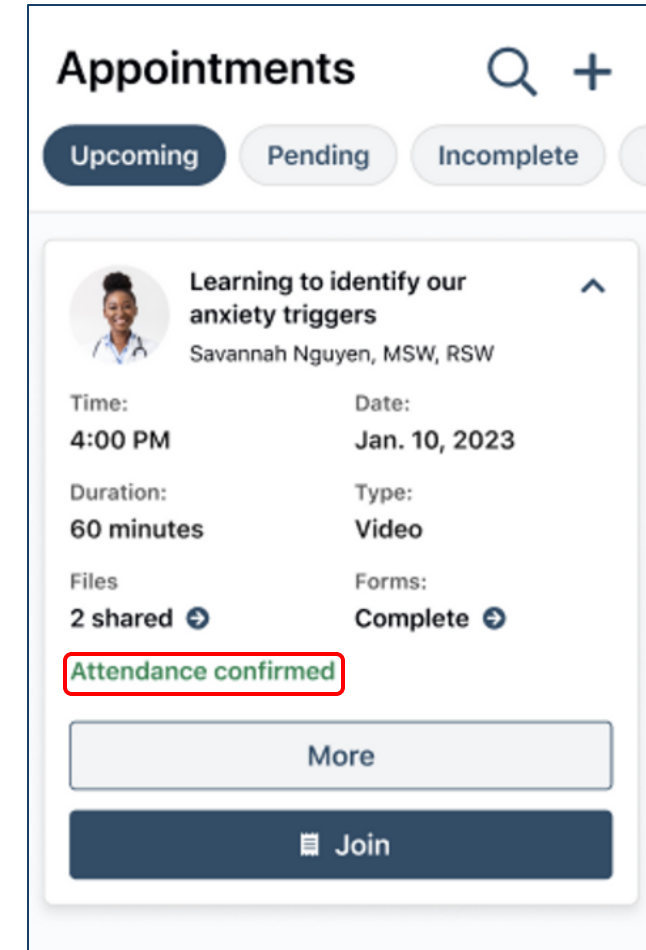 Appointments
Upcoming Pending Incomplete
Learning to identify our
anxiety triggers
Savannah Nguyen, MSW, RSW
Time: Date:
4:00 PM Jan. 10, 2023
Duration: Type:
60 minutes Video
Files Forms:
2 shared Complete
Attendance confirmed
More
Join